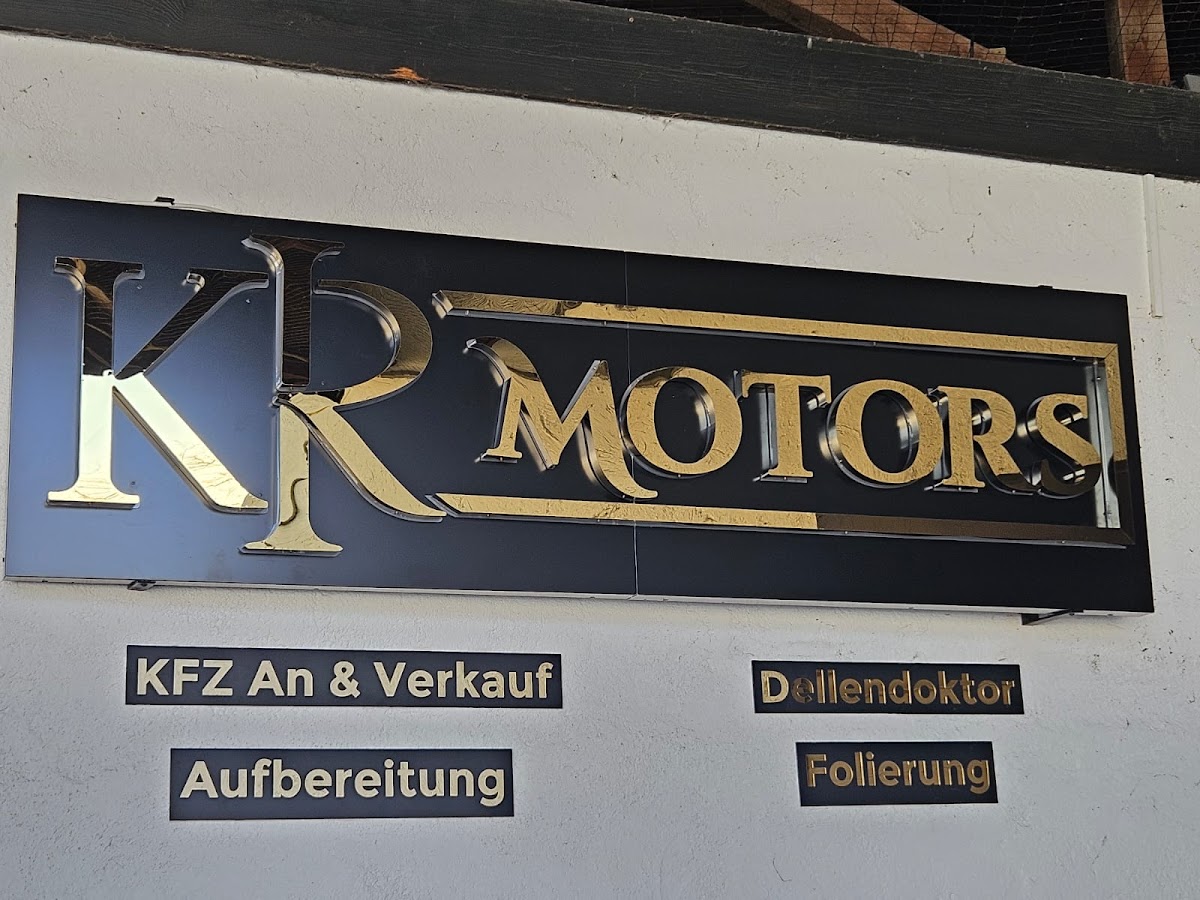 KR MOTORS
KFZ An & Verkauf
Dellendoktor
Aufbereitung
Folierung